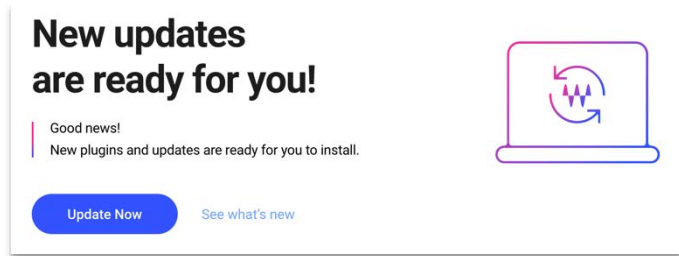 New updates
are ready for you!
Good news!
New plugins and updates are ready for you to install.
Update Now
See what's new